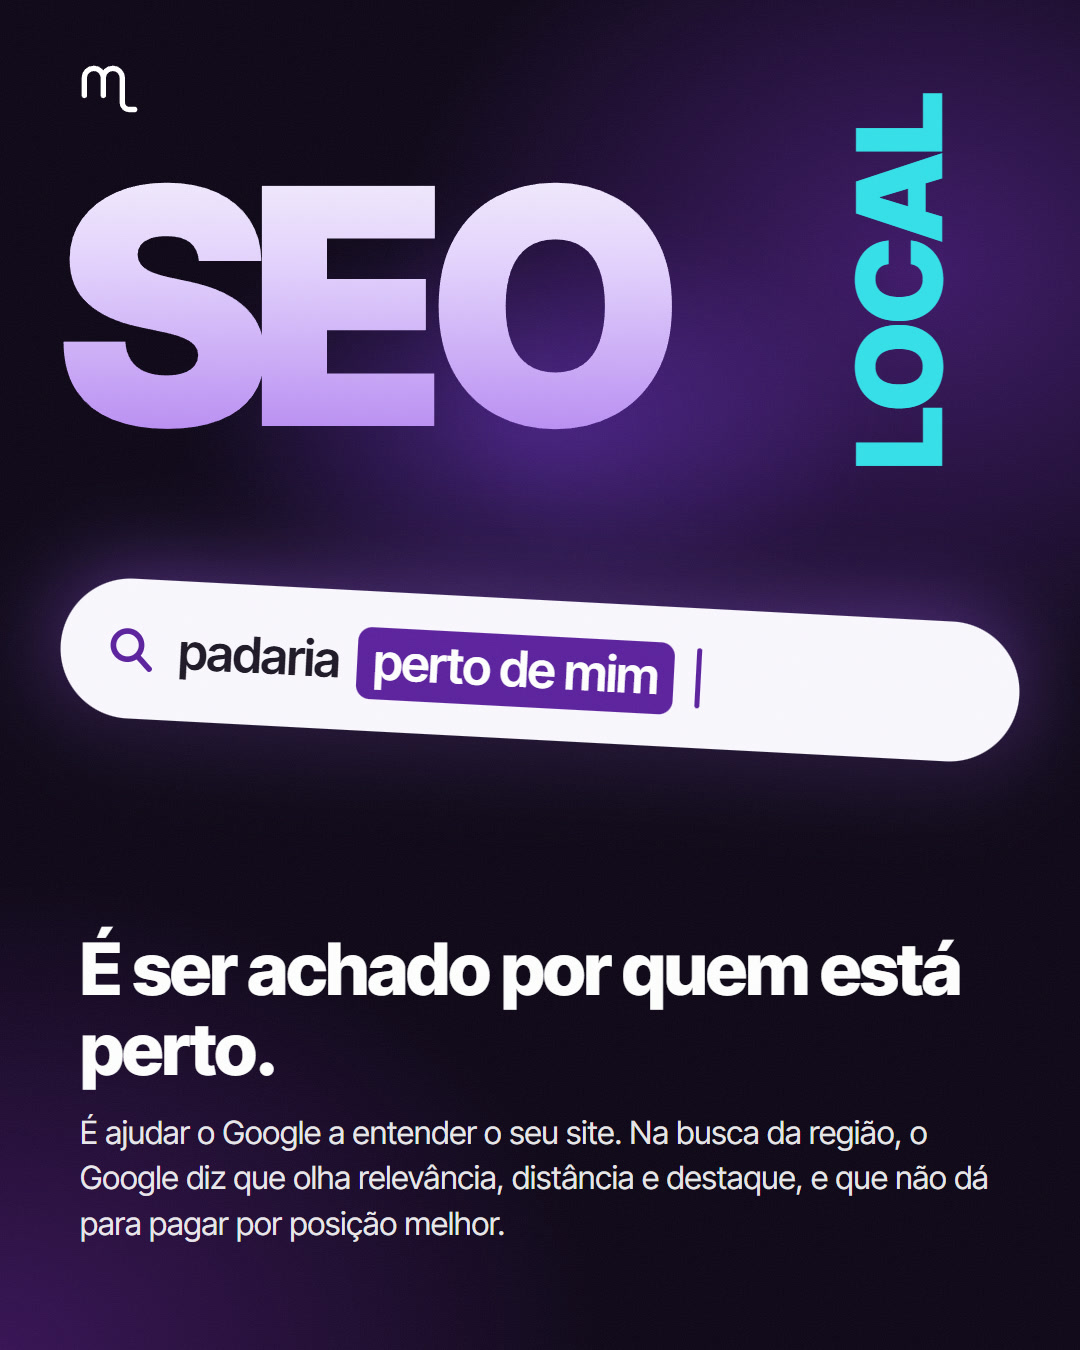 SEO
LOCAL
padaria perto de mim
É ser achado por quem está
perto.
É ajudar o Google a entender o seu site. Na busca da região, o
Google diz que olha relevância, distância e destaque, e que não dá
para pagar por posição melhor.